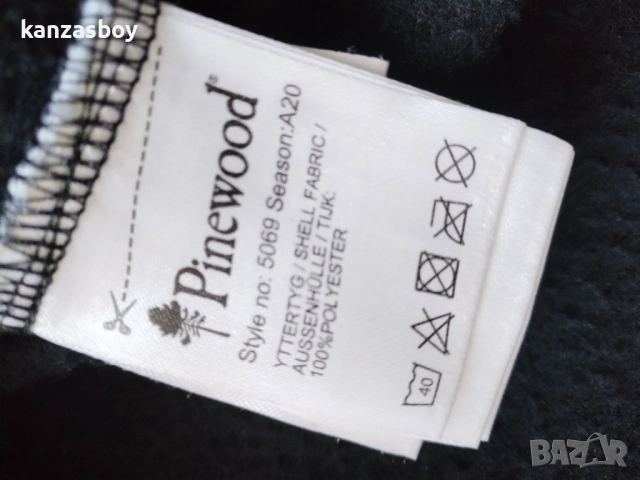 kanzasboy
Pinewood®
Style no: 5069 Season:A20
YTTERTYG / SHELL FABRIC /
AUSSENHÜLLE / TIJK:
100%POLYESTER
40
BAZAR